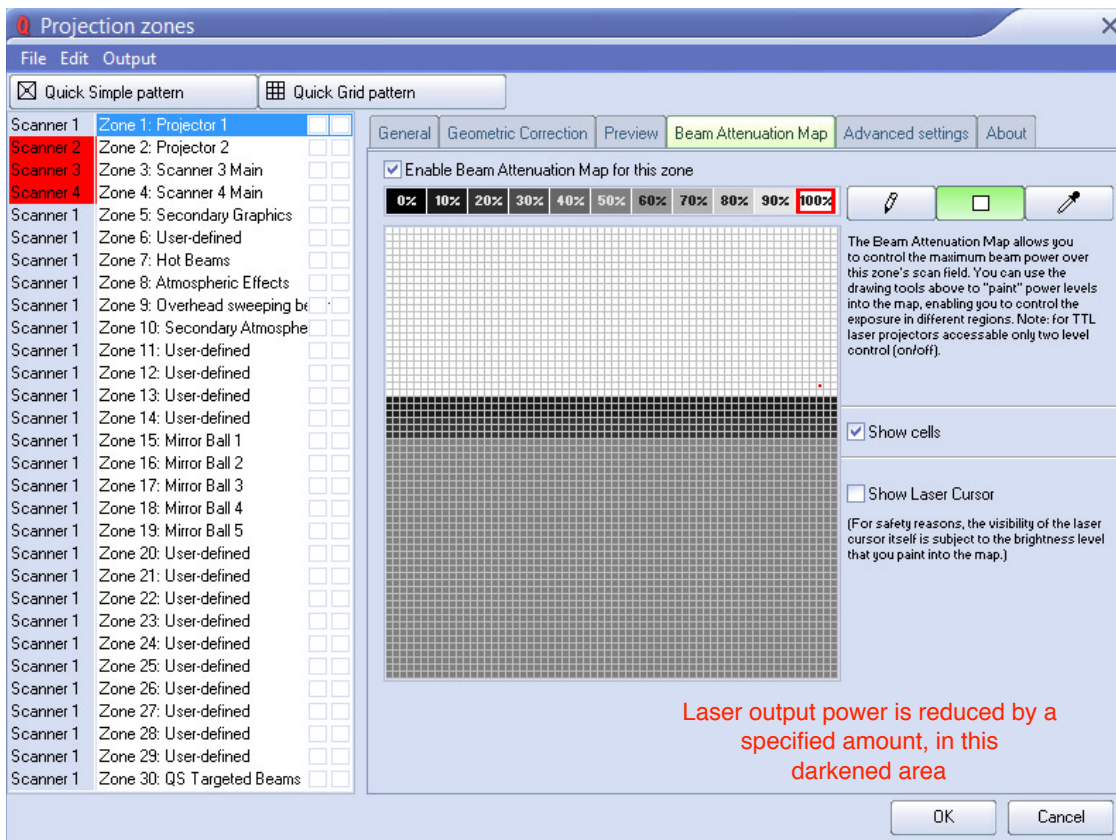 Projection zones
File Edit Output
Quick Simple pattern Quick Grid pattern
Scanner 1 Zone 1: Projector 1
Scanner 2 Zone 2: Projector 2
Scanner 3 Zone 3: Scanner 3 Main
Scanner 4 Zone 4: Scanner 4 Main
Scanner 1 Zone 5: Secondary Graphics
Scanner 1 Zone 6: User-defined
Scanner 1 Zone 7: Hot Beams
Scanner 1 Zone 8: Atmospheric Effects
Scanner 1 Zone 9: Overhead sweeping be
Scanner 1 Zone 10: Secondary Atmosphe
Scanner 1 Zone 11: User-defined
Scanner 1 Zone 12: User-defined
Scanner 1 Zone 13: User-defined
Scanner 1 Zone 14: User-defined
Scanner 1 Zone 15: Mirror Ball 1
Scanner 1 Zone 16: Mirror Ball 2
Scanner 1 Zone 17: Mirror Ball 3
Scanner 1 Zone 18: Mirror Ball 4
Scanner 1 Zone 19: Mirror Ball 5
Scanner 1 Zone 20: User-defined
Scanner 1 Zone 21: User-defined
Scanner 1 Zone 22: User-defined
Scanner 1 Zone 23: User-defined
Scanner 1 Zone 24: User-defined
Scanner 1 Zone 25: User-defined
Scanner 1 Zone 26: User-defined
Scanner 1 Zone 27: User-defined
Scanner 1 Zone 28: User-defined
Scanner 1 Zone 29: User-defined
Scanner 1 Zone 30: QS Targeted Beams
General Geometric Correction Preview Beam Attenuation Map Advanced settings About
Enable Beam Attenuation Map for this zone
0% 10% 20% 30% 40% 50% 60% 70% 80% 90% 100%
The Beam Attenuation Map allows you
to control the maximum beam power over
this zone's scan field. You can use the
drawing tools above to "paint" power levels
into the map, enabling you to control the
exposure in different regions. Note: for TTL
laser projectors accessable only two level
control (on/off).
Show cells
Show Laser Cursor
(For safety reasons, the visibility of the laser
cursor itself is subject to the brightness level
that you paint into the map.)
Laser output power is reduced by a
specified amount, in this
darkened area
OK Cancel